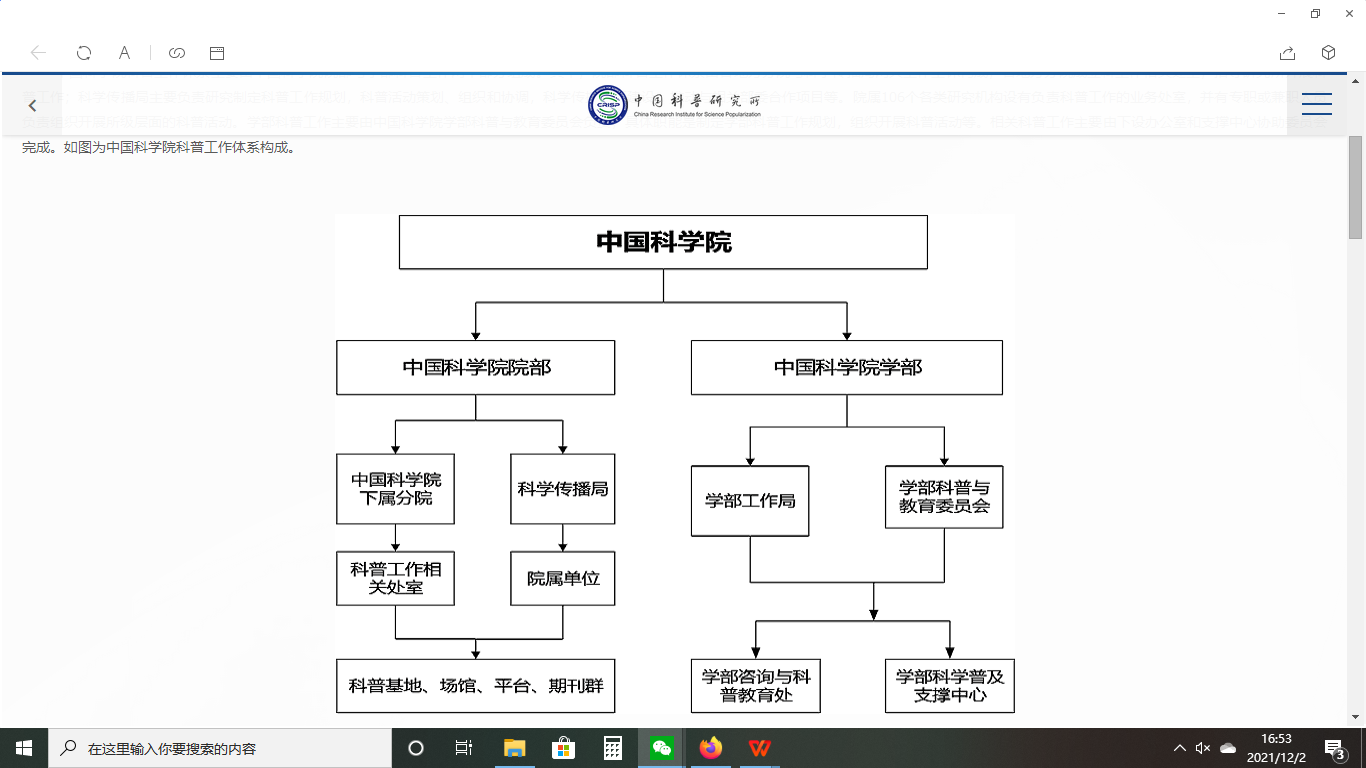 中国科普研究所
China Research Institute for Science Popularization
CRISP
完成。如图为中国科学院科普工作体系构成。
中国科学院
中国科学院院部
中国科学院学部
中国科学院
下属分院
科学传播局
学部工作局
学部科普与
教育委员会
科普工作相
关处室
院属单位
科普基地、场馆、平台、期刊群
学部咨询与科
普教育处
学部科学普及
支撑中心
在这里输入你要搜索的内容
16:53
2021/12/2
3